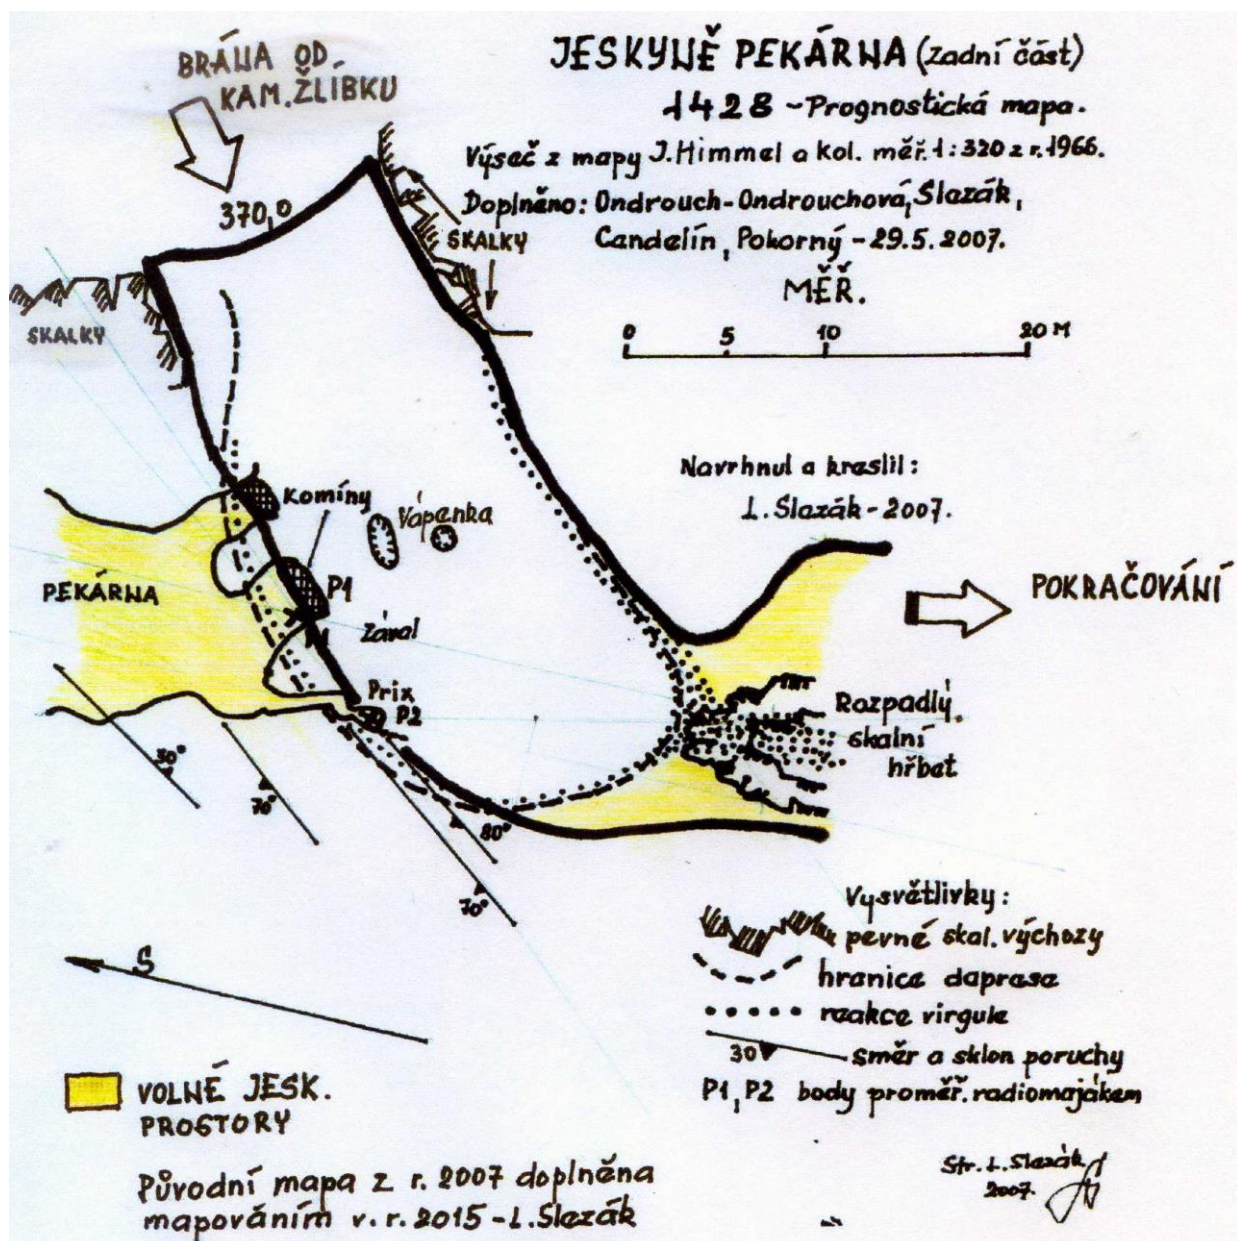 JESKYNĚ PEKÁRNA (Zadní část)
1428 - Prognostická mapa.
Výseč z mapy J. Himmel a kol. měř. 1:320 z r. 1966.
Doplněno: Ondrouch-Ondrouchová, Slezák,
Candelín, Pokorný - 29.5.2007.
MĚŘ.
0 5 10 20 M
BRÁNA OD.
KAM. ŽLÍBKU
370,0
SKALKY
SKALKY
Navrhnul a kreslil:
L. Slezák - 2007.
Komíny
Vápenka
PEKÁRNA
P1
Zával
Prix
P2
POKRAČOVÁNÍ
Rozpadlý
skalní
hřbet
30°
70°
80°
70°
S
Vysvětlivky:
pevné skal. výchozy
hranice deprese
reakce virgule
30 směr a sklon poruchy
P1, P2 body proměř. radiomajákem
VOLNÉ JESK.
PROSTORY
Původní mapa z r. 2007 doplněna
mapováním v. r. 2015 - L. Slezák
Str. L. Slezák
2007.